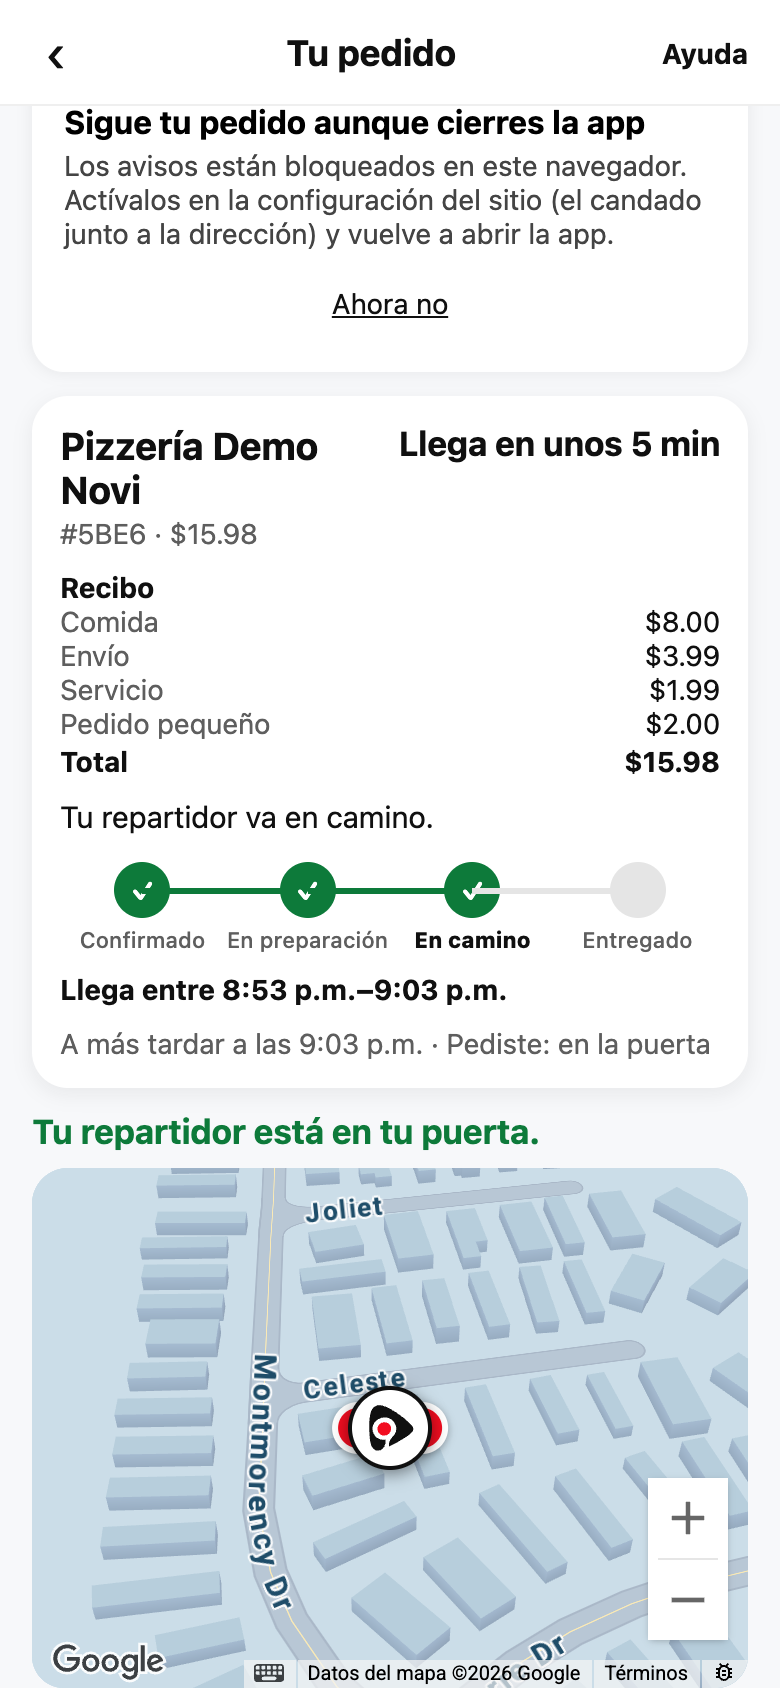 Tu pedido
Ayuda
Sigue tu pedido aunque cierres la app
Los avisos están bloqueados en este navegador.
Actívalos en la configuración del sitio (el candado
junto a la dirección) y vuelve a abrir la app.
Ahora no
Pizzería Demo
Novi
Llega en unos 5 min
#5BE6 · $15.98
Recibo
Comida $8.00
Envío $3.99
Servicio $1.99
Pedido pequeño $2.00
Total $15.98
Tu repartidor va en camino.
Confirmado En preparación En camino Entregado
Llega entre 8:53 p.m.–9:03 p.m.
A más tardar a las 9:03 p.m. · Pediste: en la puerta
Tu repartidor está en tu puerta.
Joliet
Celeste
Montmorency Dr
Dr
Google
Datos del mapa ©2026 Google
Términos